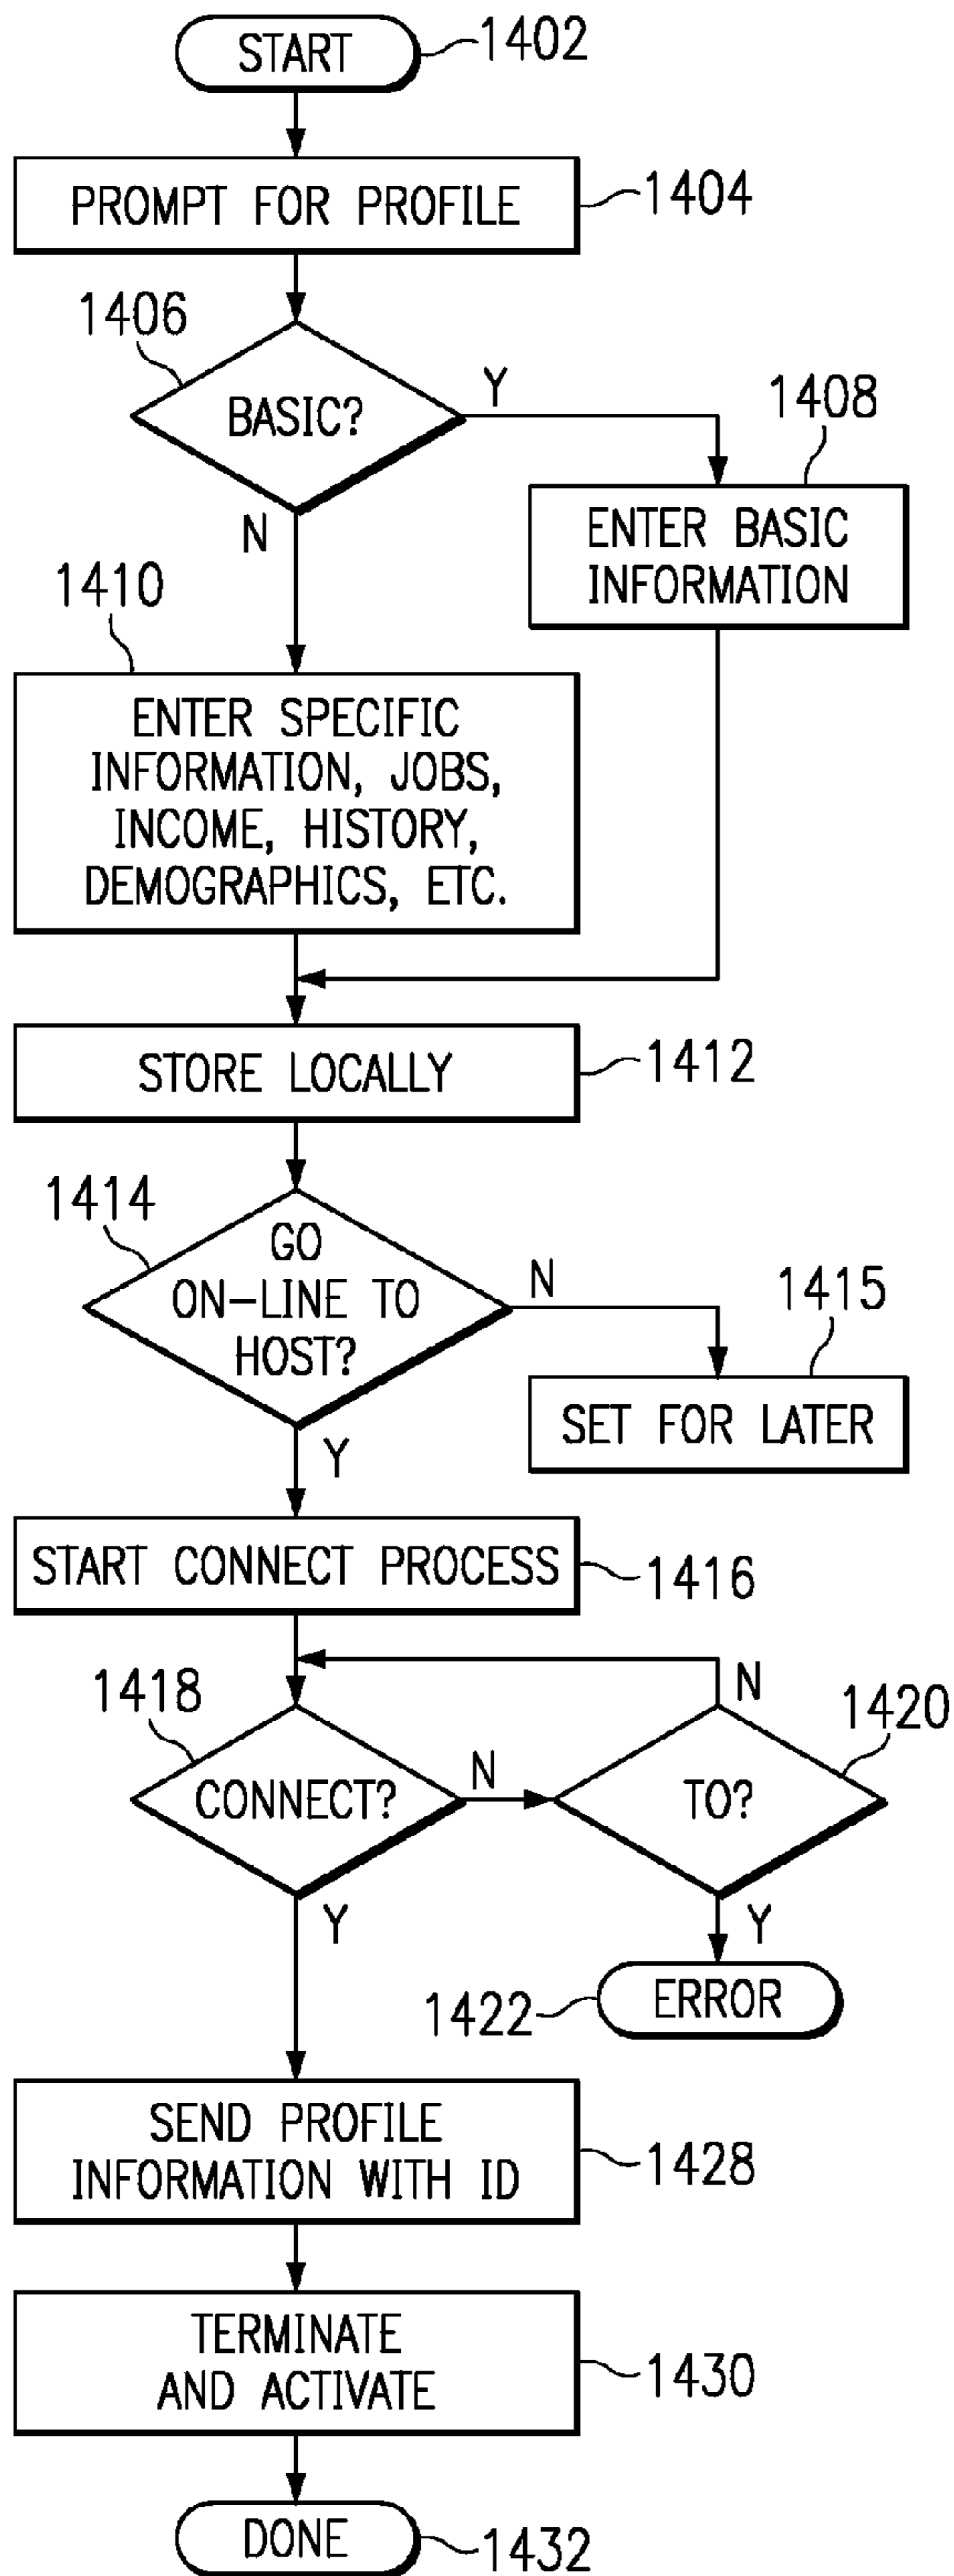 START
1402
PROMPT FOR PROFILE
1404
1406
BASIC?
Y
N
1408
ENTER BASIC
INFORMATION
1410
ENTER SPECIFIC
INFORMATION, JOBS,
INCOME, HISTORY,
DEMOGRAPHICS, ETC.
STORE LOCALLY
1412
1414
GO
ON-LINE TO
HOST?
N
Y
1415
SET FOR LATER
START CONNECT PROCESS
1416
1418
CONNECT?
N
Y
1420
TO?
N
Y
1422
ERROR
SEND PROFILE
INFORMATION WITH ID
1428
TERMINATE
AND ACTIVATE
1430
DONE
1432